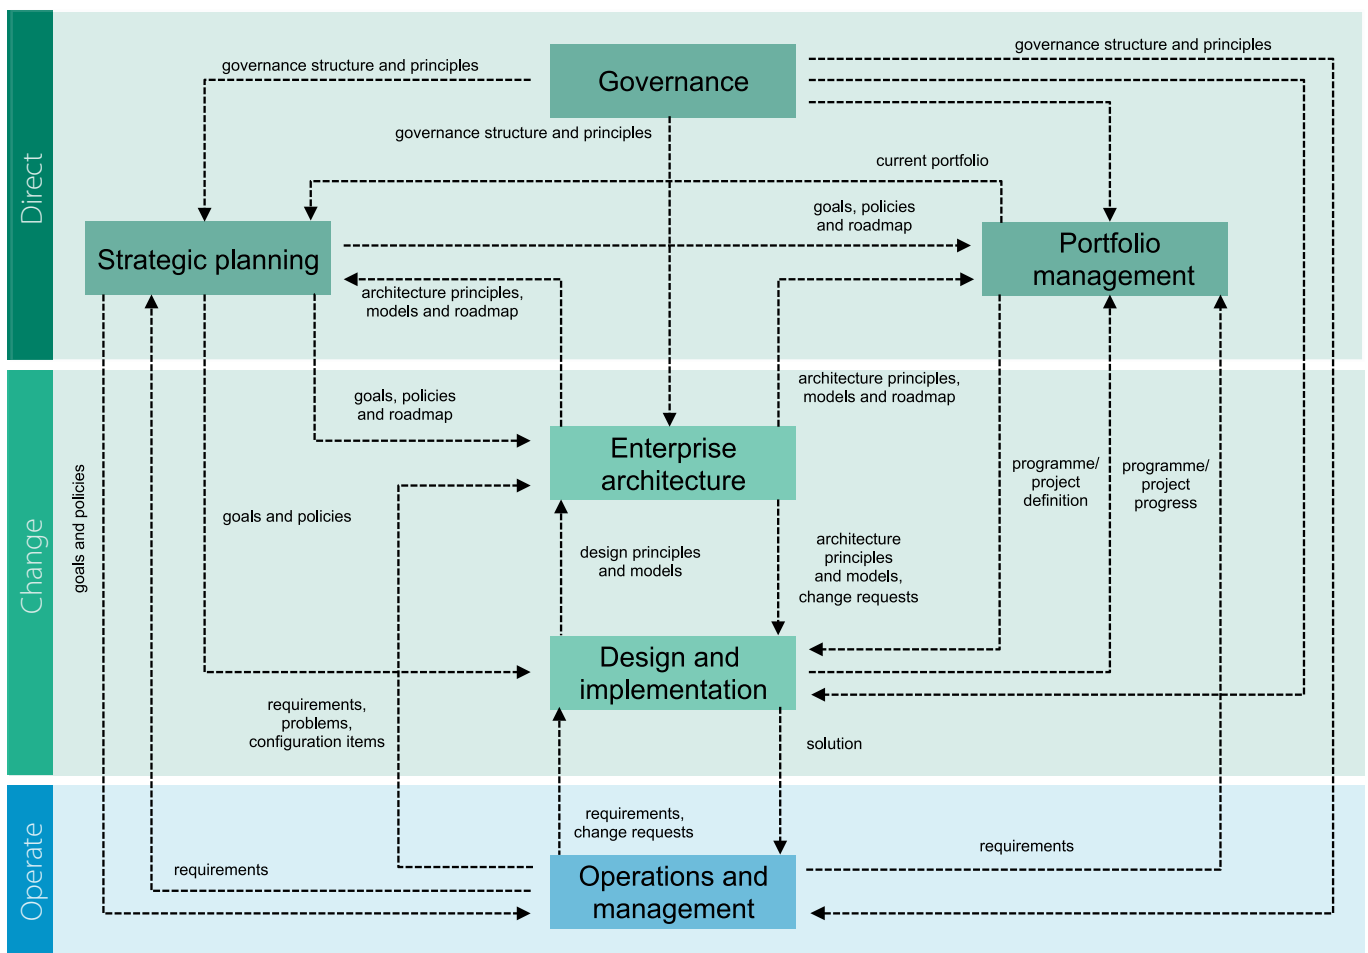 Direct
governance structure and principles
Governance
governance structure and principles
governance structure and principles
current portfolio
Strategic planning
goals, policies
and roadmap
Portfolio
management
architecture principles,
models and roadmap
Change
goals, policies
and roadmap
architecture principles,
models and roadmap
Enterprise
architecture
goals and policies
goals and policies
programme/
project
definition
programme/
project
progress
design principles
and models
architecture
principles
and models,
change requests
Design and
implementation
requirements,
problems,
configuration items
solution
Operate
requirements,
change requests
requirements
Operations and
management
requirements